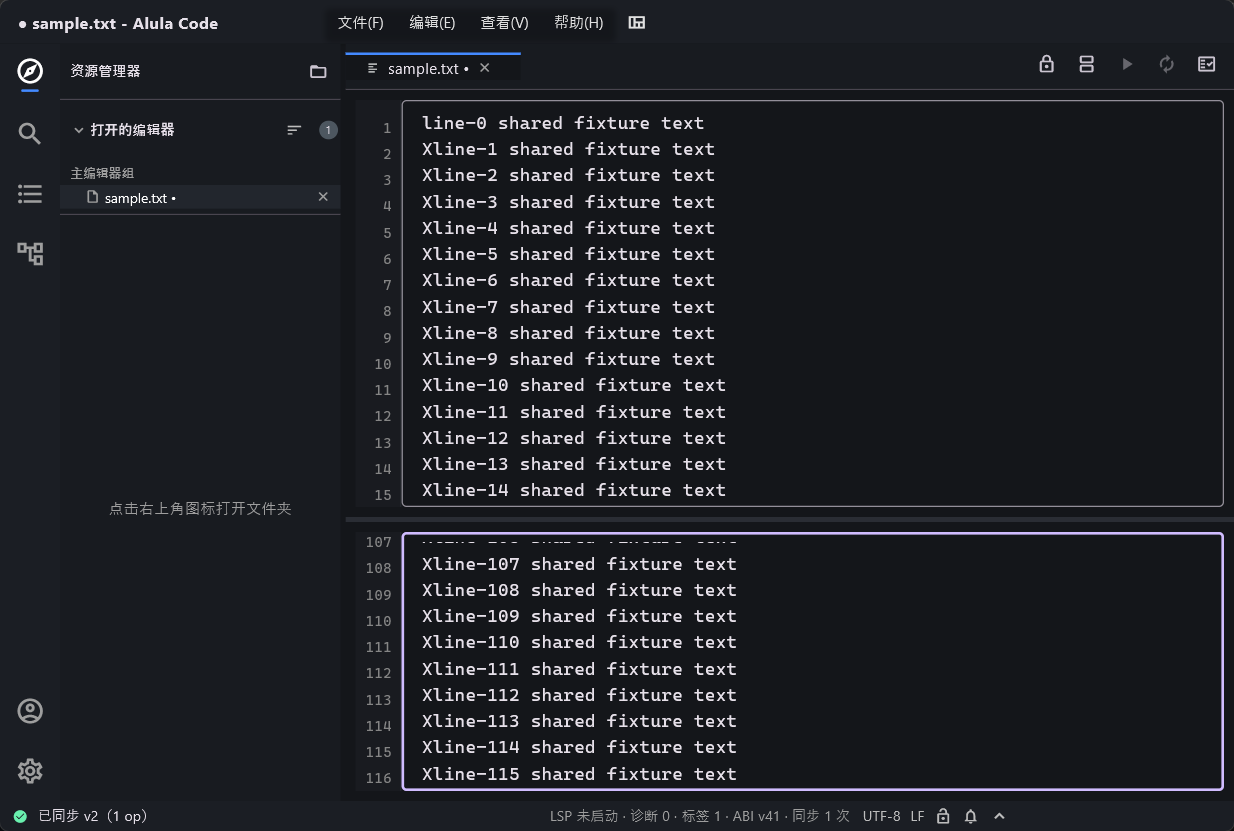 ● sample.txt - Alula Code
文件(F) 编辑(E) 查看(V) 帮助(H)
资源管理器
打开的编辑器 1
主编辑器组
sample.txt •
点击右上角图标打开文件夹
sample.txt •
1 line-0 shared fixture text
2 Xline-1 shared fixture text
3 Xline-2 shared fixture text
4 Xline-3 shared fixture text
5 Xline-4 shared fixture text
6 Xline-5 shared fixture text
7 Xline-6 shared fixture text
8 Xline-7 shared fixture text
9 Xline-8 shared fixture text
10 Xline-9 shared fixture text
11 Xline-10 shared fixture text
12 Xline-11 shared fixture text
13 Xline-12 shared fixture text
14 Xline-13 shared fixture text
15 Xline-14 shared fixture text
107
108 Xline-107 shared fixture text
109 Xline-108 shared fixture text
110 Xline-109 shared fixture text
111 Xline-110 shared fixture text
112 Xline-111 shared fixture text
113 Xline-112 shared fixture text
114 Xline-113 shared fixture text
115 Xline-114 shared fixture text
116 Xline-115 shared fixture text
已同步 v2（1 op） LSP 未启动 · 诊断 0 · 标签 1 · ABI v41 · 同步 1 次 UTF-8 LF